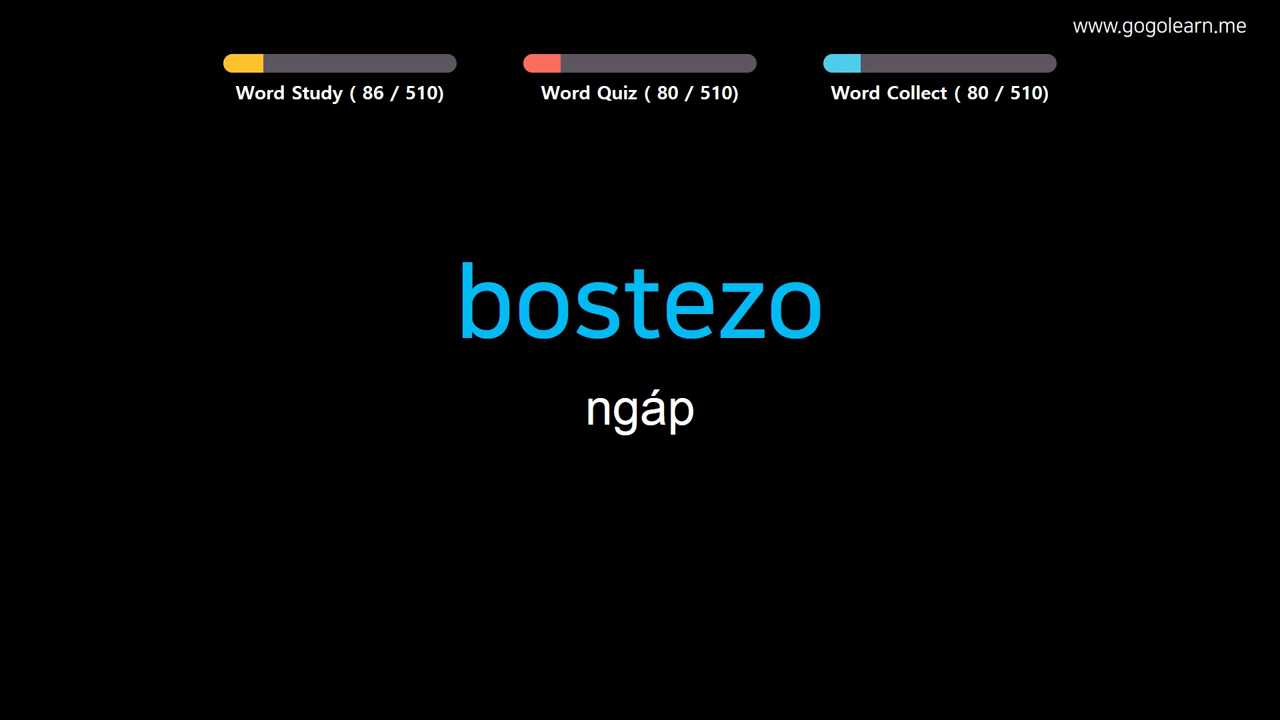 www.gogolearn.me
Word Study ( 86 / 510)
Word Quiz ( 80 / 510)
Word Collect ( 80 / 510)
bostezo
ngáp